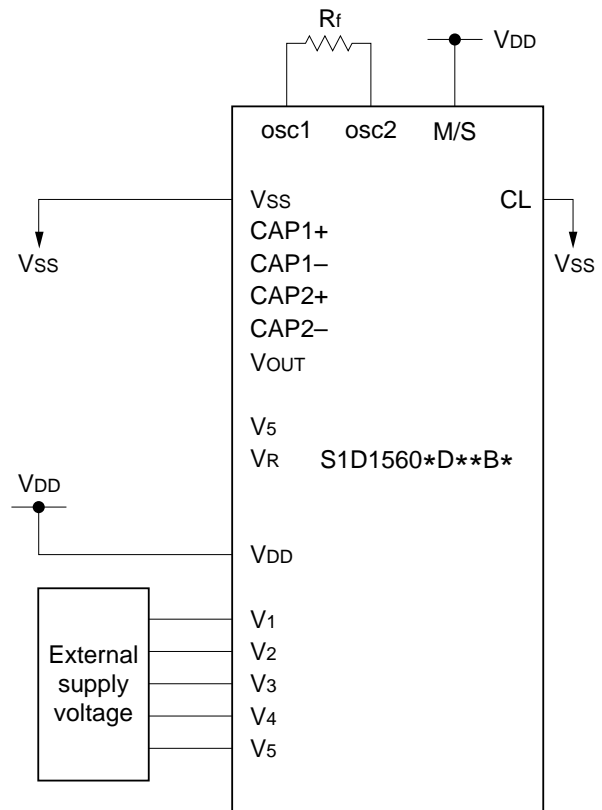 Rf
VDD
osc1 osc2 M/S
VSS CL
CAP1+
VSS VSS
CAP1–
CAP2+
CAP2–
VOUT
V5
VR S1D1560*D**B*
VDD
VDD
V1
V2
External
supply
voltage
V3
V4
V5